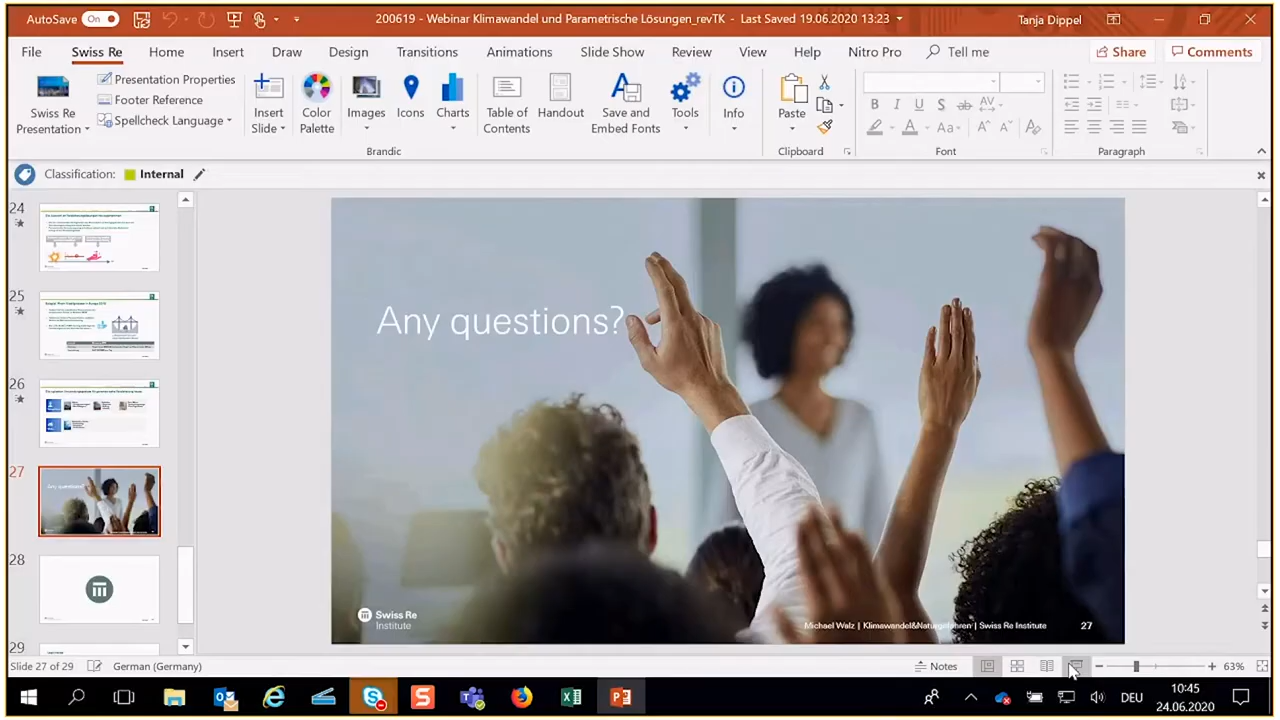 AutoSave On
200619 - Webinar Klimawandel und Parametrische Lösungen_revTK - Last Saved 19.06.2020 13:23
Tanja Dippel
File Swiss Re Home Insert Draw Design Transitions Animations Slide Show Review View Help Nitro Pro Tell me Share Comments
Swiss Re Presentation
Presentation Properties
Footer Reference
Spellcheck Language
Insert Slide
Color Palette
Images
Icons
Charts
Table of Contents
Handout
Save and Embed Fonts
Tools
Info
Paste
Brandic
Clipboard
Font
Paragraph
Classification: Internal
24
25
26
27
28
29
Any questions?
Swiss Re
Institute
Michael Walz | Klimawandel&Naturgefahren | Swiss Re Institute 27
Slide 27 of 29
German (Germany)
Notes
63%
DEU
10:45
24.06.2020